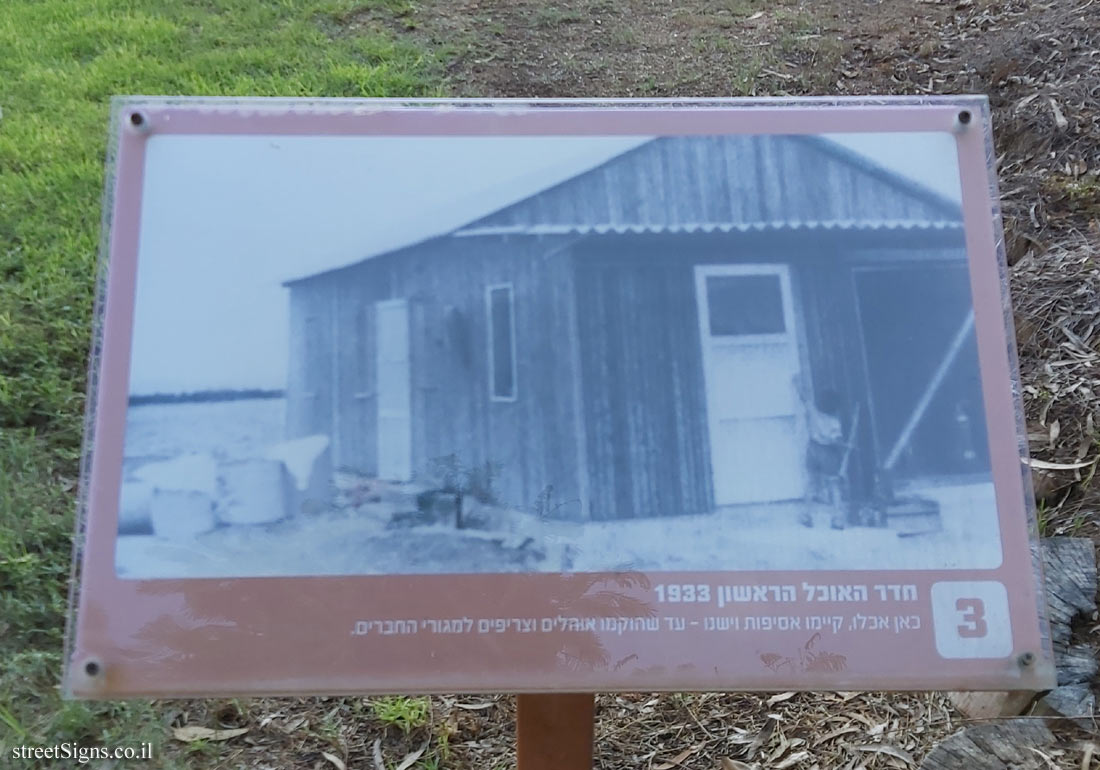 חדר האוכל הראשון 1933
כאן אכלו, קיימו אסיפות וישנו - עד שהוקמו אוהלים וצריפים למגורי החברים.
3
streetSigns.co.il